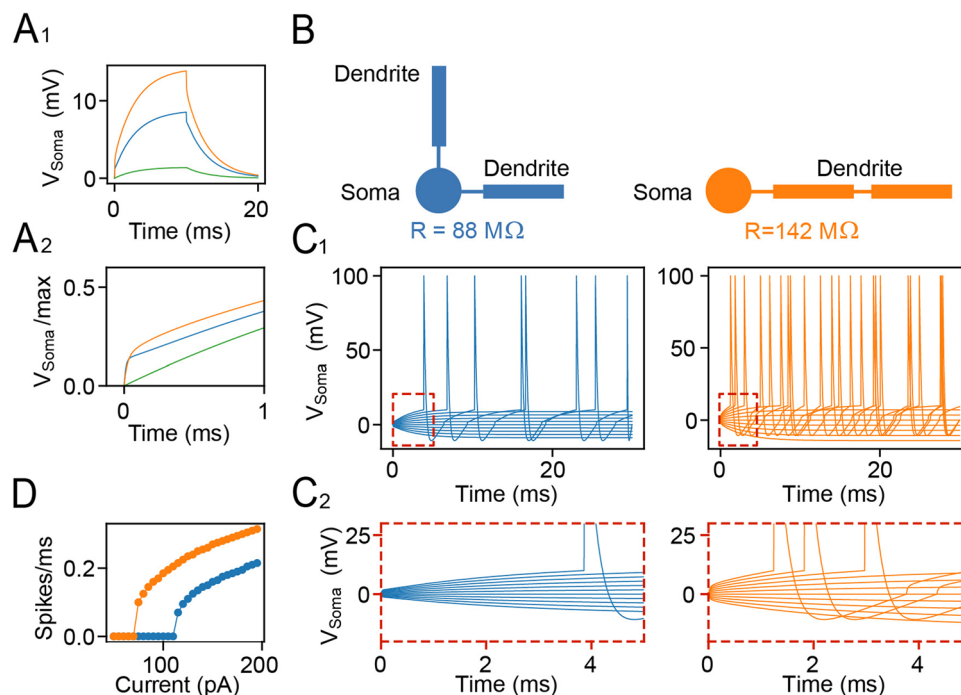 A1
10
0
VSoma (mV)
0
20
Time (ms)
A2
0.5
0.0
VSoma/max
0
1
Time (ms)
B
Dendrite
Soma
Dendrite
R = 88 MΩ
Soma
Dendrite
R=142 MΩ
C1
100
50
0
VSoma (mV)
0
20
Time (ms)
100
50
0
0
20
Time (ms)
D
0.2
0.0
Spikes/ms
100
200
Current (pA)
C2
25
0
VSoma (mV)
0
2
4
Time (ms)
25
0
0
2
4
Time (ms)